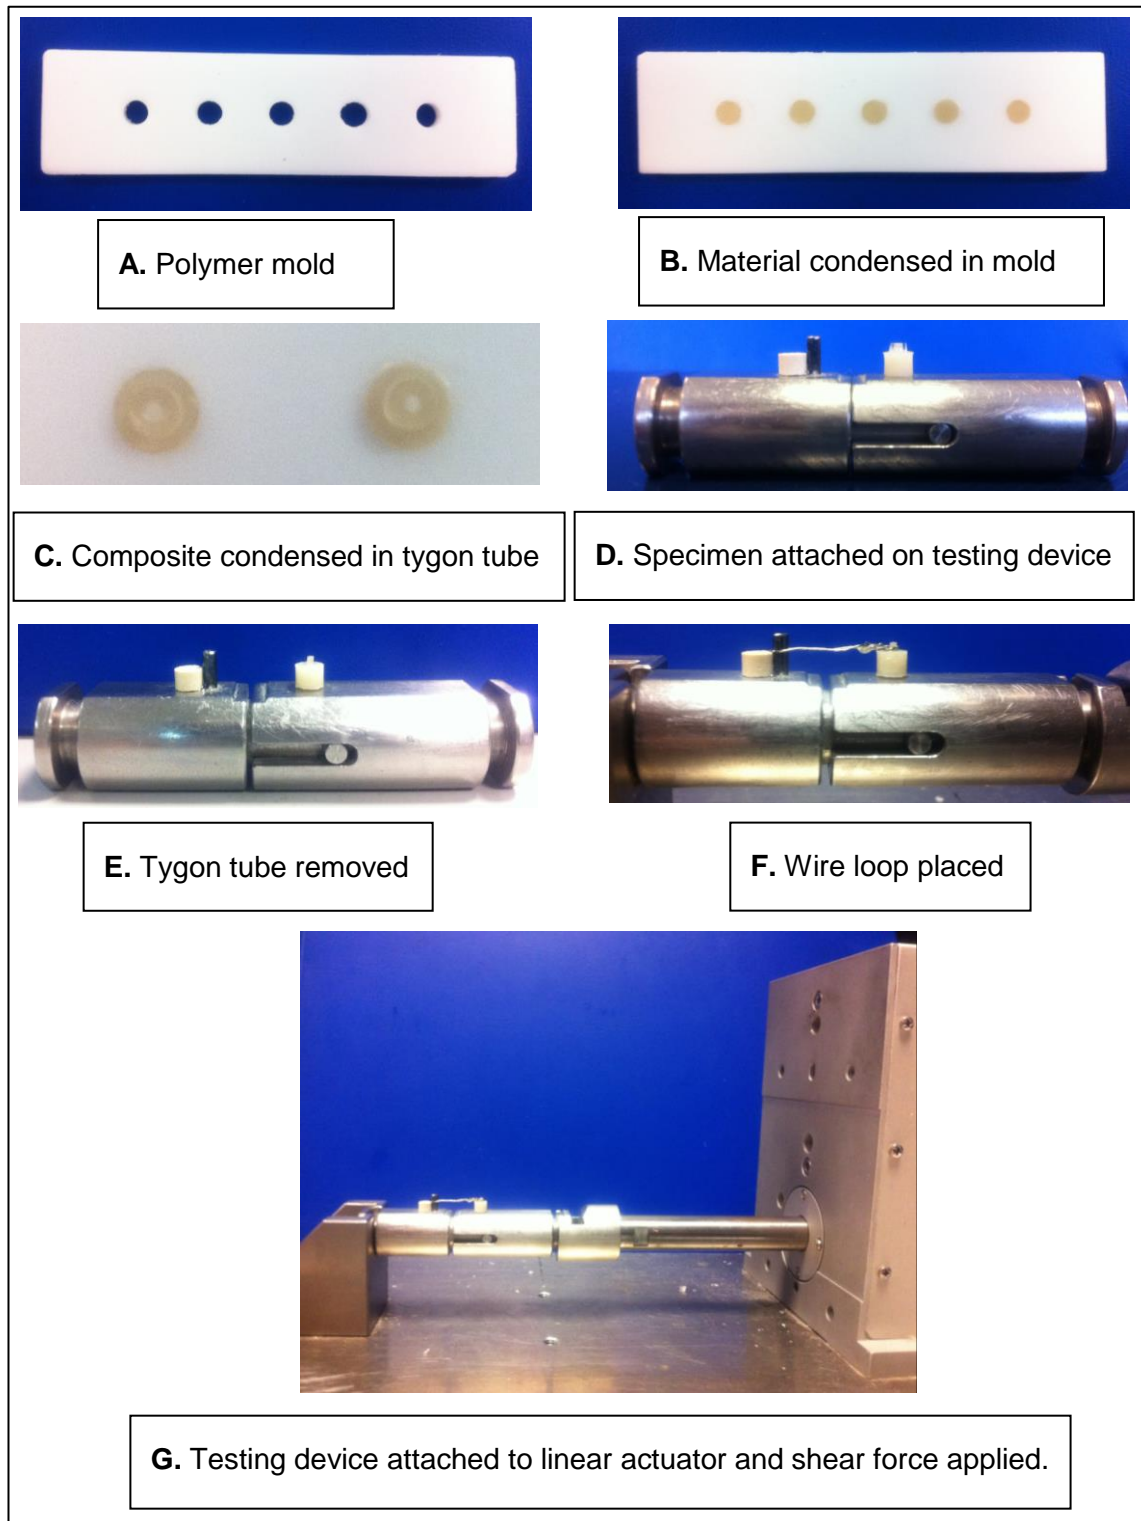 A. Polymer mold
B. Material condensed in mold
C. Composite condensed in tygon tube
D. Specimen attached on testing device
E. Tygon tube removed
F. Wire loop placed
G. Testing device attached to linear actuator and shear force applied.